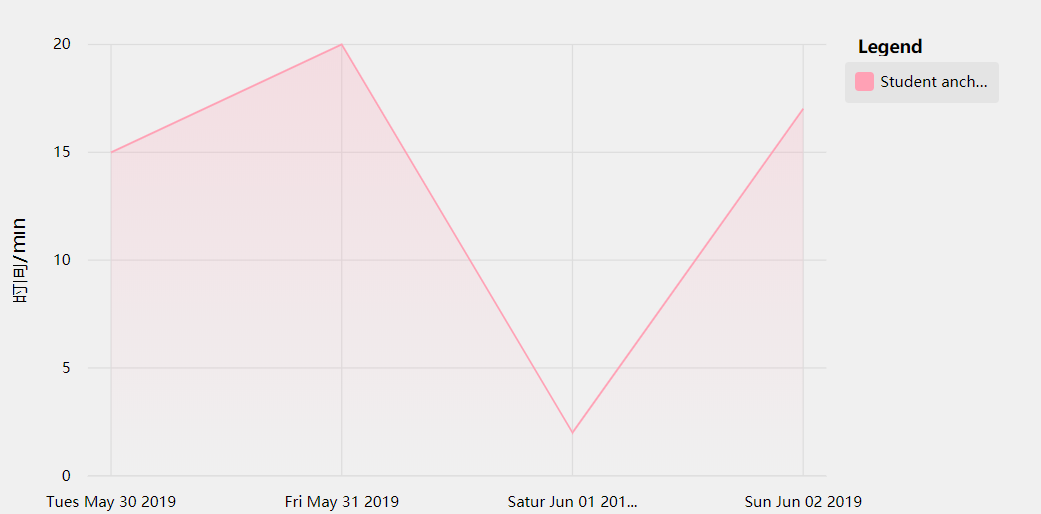 Legend
Student anch...
20
15
10
5
0
时间/min
Tues May 30 2019
Fri May 31 2019
Satur Jun 01 201...
Sun Jun 02 2019